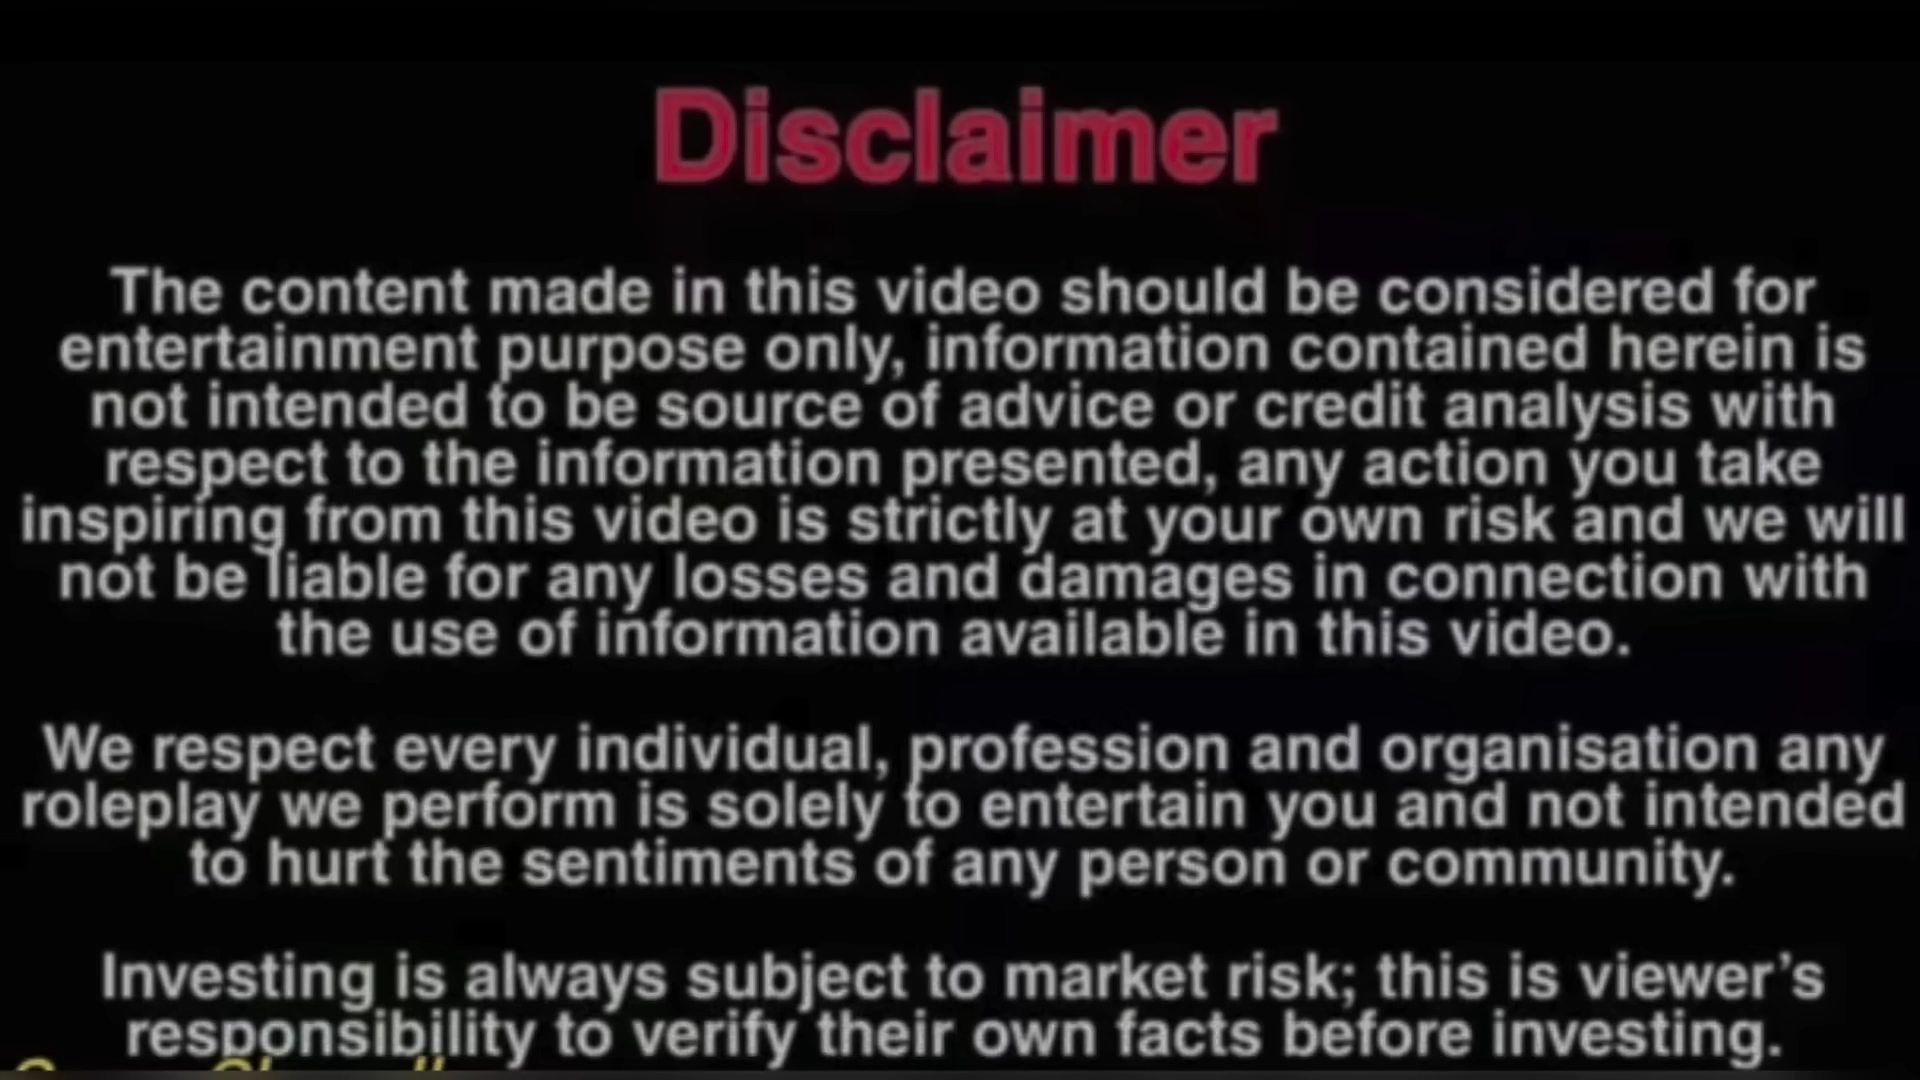 Disclaimer
The content made in this video should be considered for
entertainment purpose only, information contained herein is
not intended to be source of advice or credit analysis with
respect to the information presented, any action you take
inspiring from this video is strictly at your own risk and we will
not be liable for any losses and damages in connection with
the use of information available in this video.
We respect every individual, profession and organisation any
roleplay we perform is solely to entertain you and not intended
to hurt the sentiments of any person or community.
Investing is always subject to market risk; this is viewer's
responsibility to verify their own facts before investing.